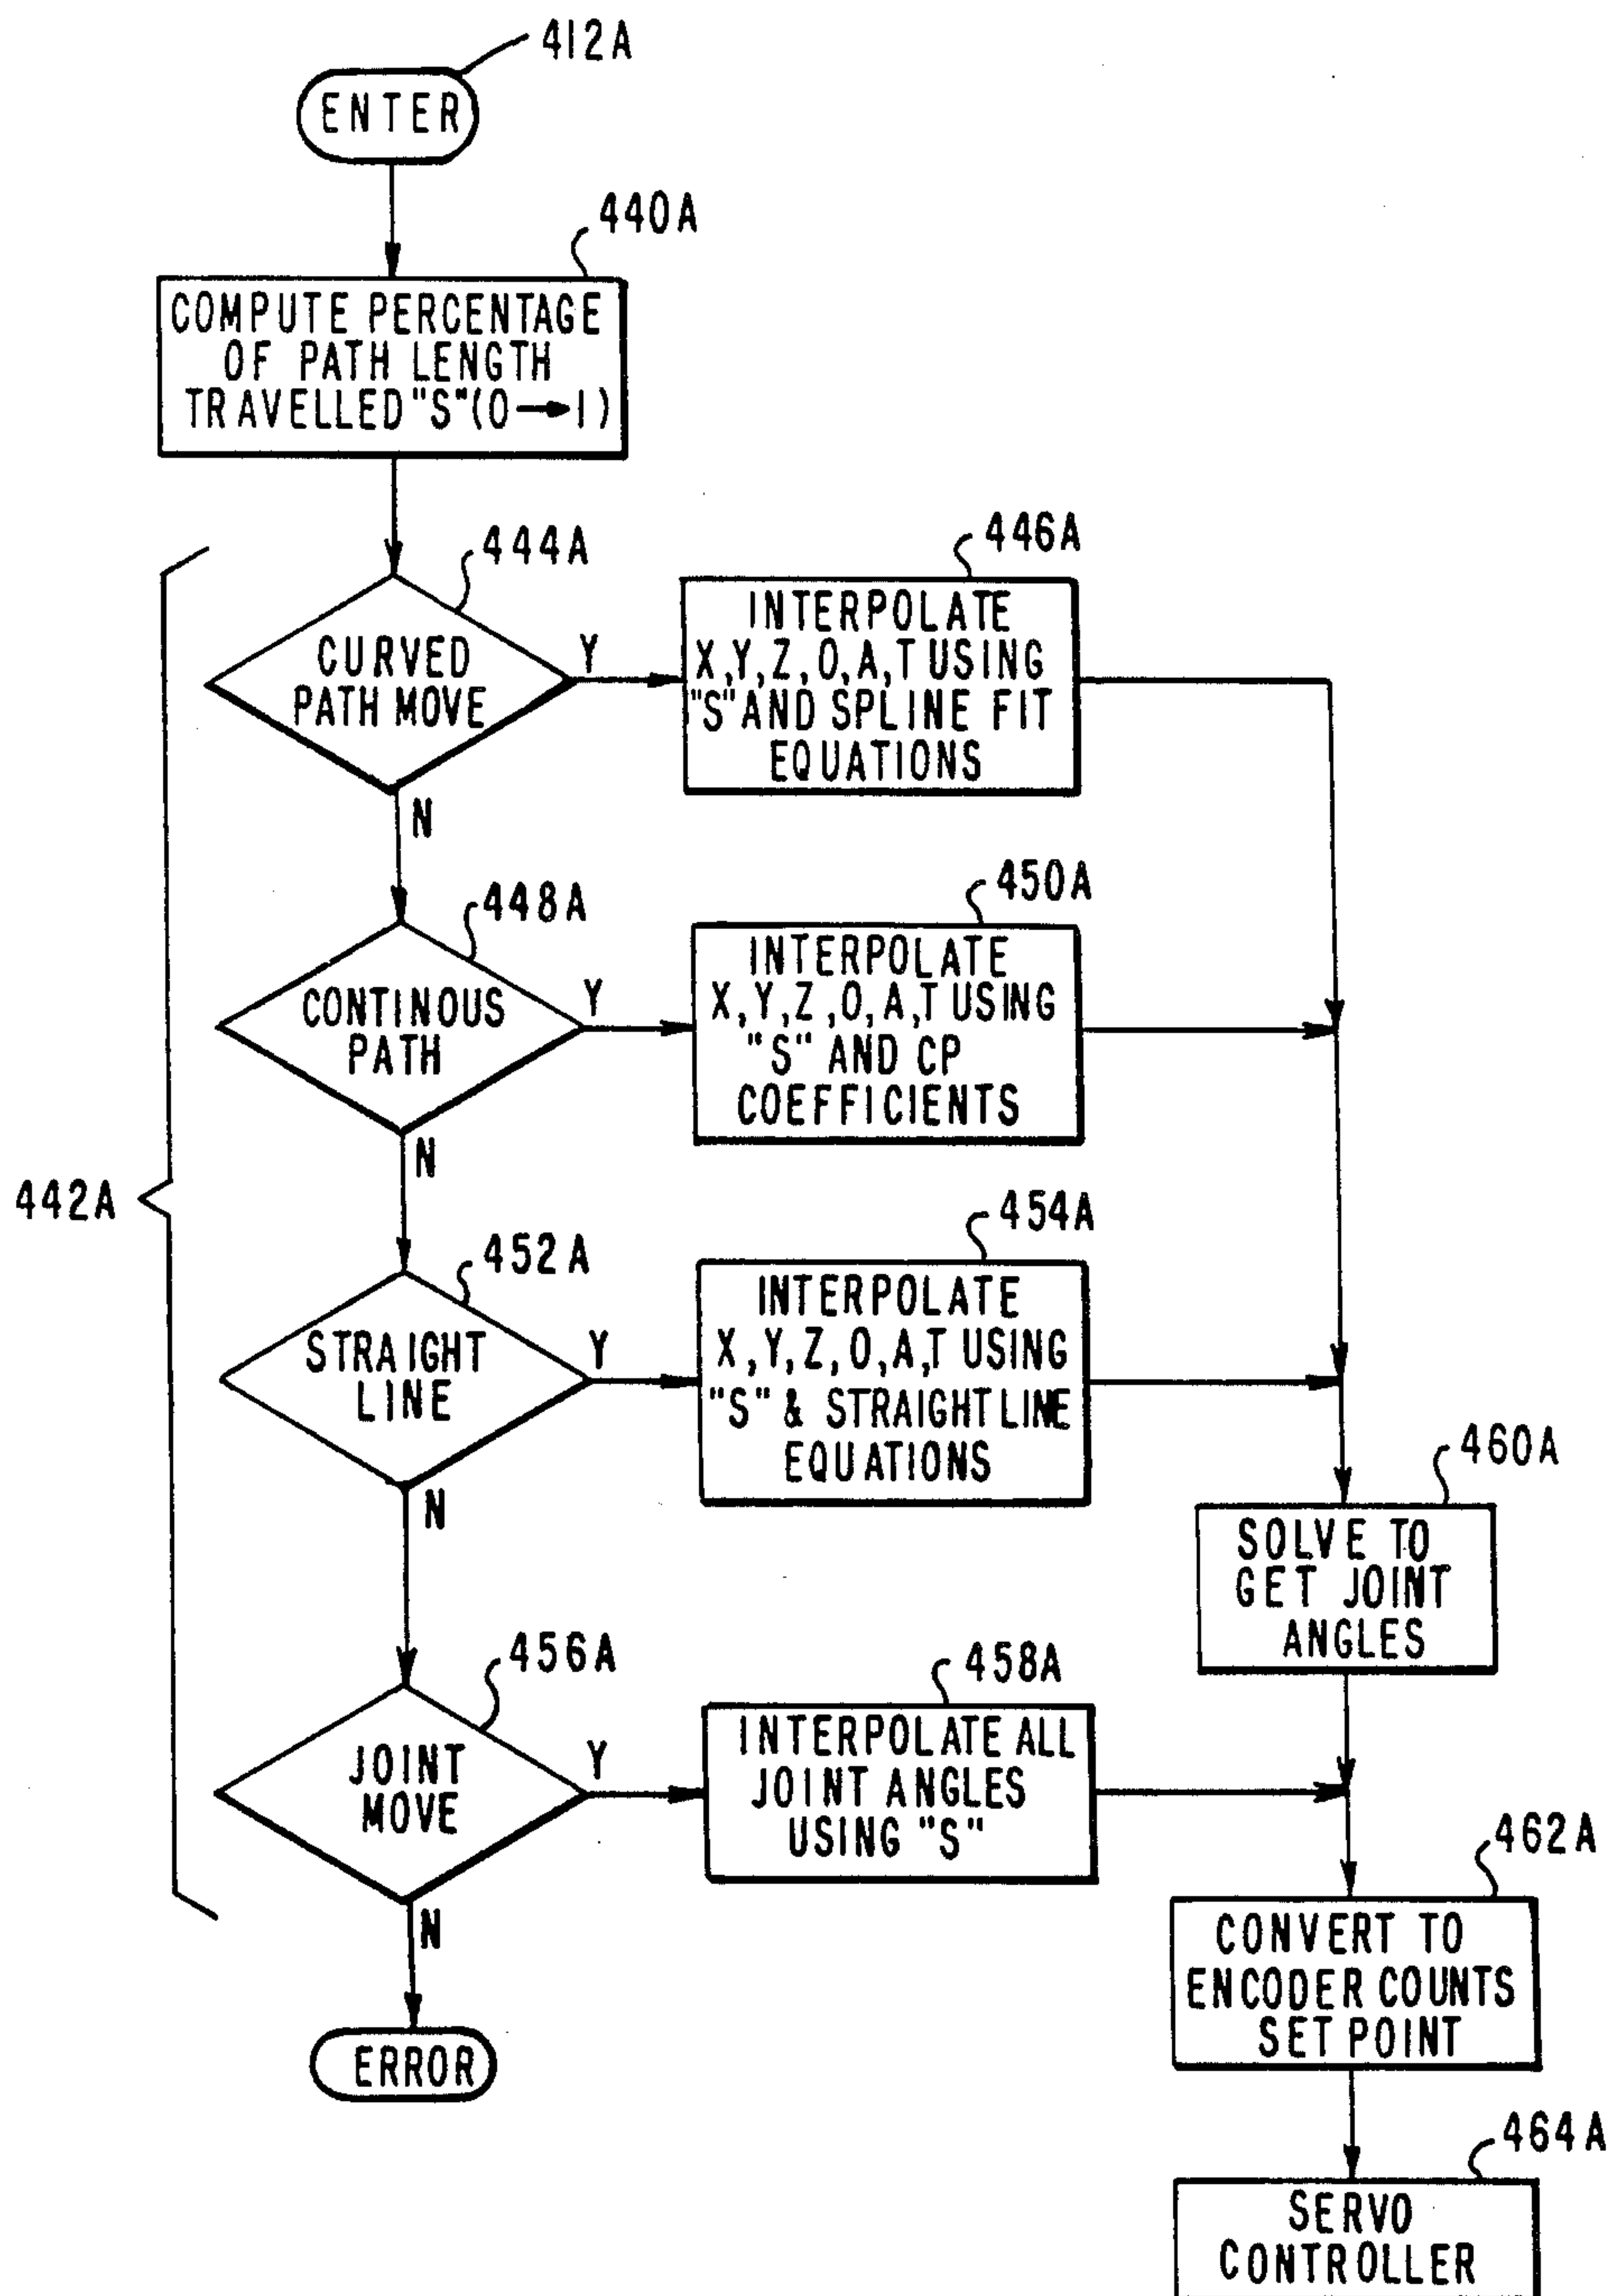 412A
ENTER
440A
COMPUTE PERCENTAGE
OF PATH LENGTH
TRAVELLED "S"(0→1)
444A
CURVED
PATH MOVE
Y
N
446A
INTERPOLATE
X,Y,Z,O,A,T USING
"S" AND SPLINE FIT
EQUATIONS
448A
CONTINOUS
PATH
Y
N
450A
INTERPOLATE
X,Y,Z,O,A,T USING
"S" AND CP
COEFFICIENTS
442A
452A
STRAIGHT
LINE
Y
N
454A
INTERPOLATE
X,Y,Z,O,A,T USING
"S" & STRAIGHT LINE
EQUATIONS
460A
SOLVE TO
GET JOINT
ANGLES
456A
JOINT
MOVE
Y
N
458A
INTERPOLATE ALL
JOINT ANGLES
USING "S"
462A
CONVERT TO
ENCODER COUNTS
SET POINT
ERROR
464A
SERVO
CONTROLLER